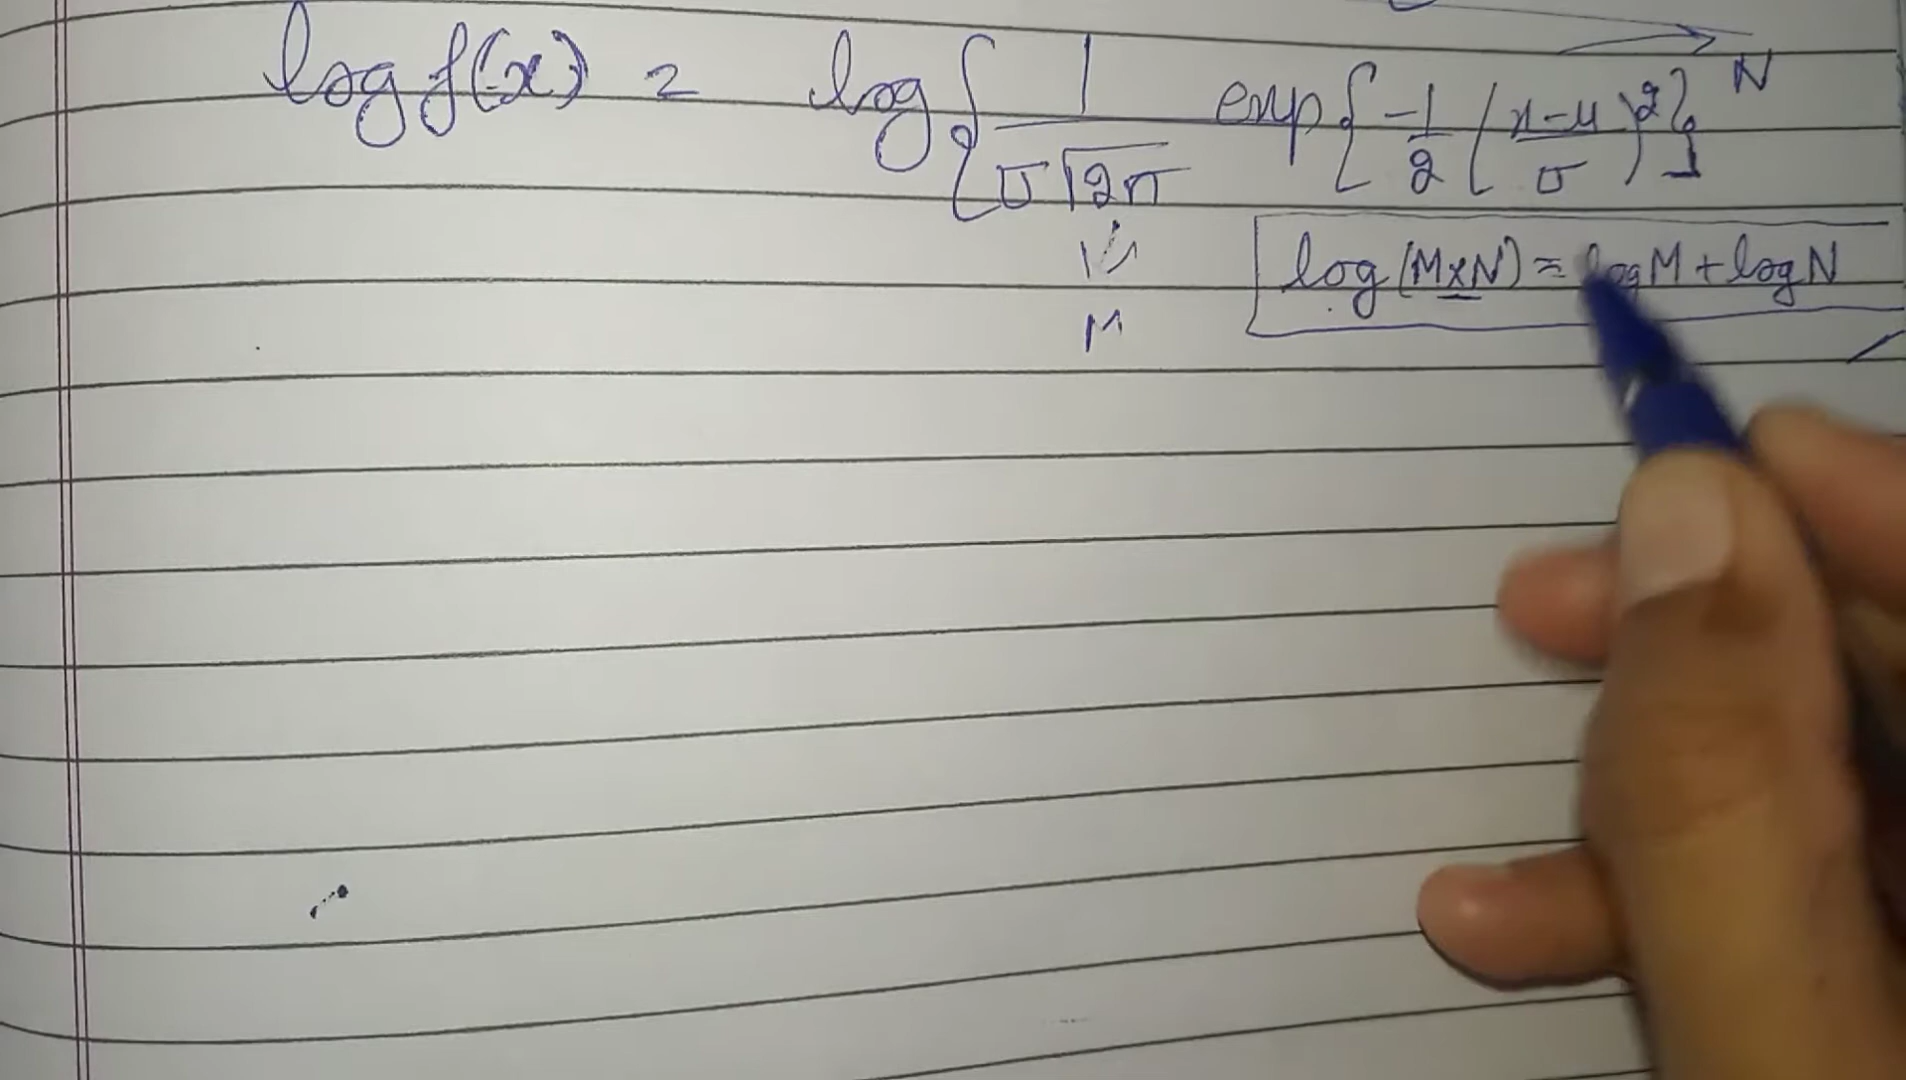 log f(x) = log { 1/σ√2π exp { -1/2 ( x-μ/σ )² } N
log (M×N) = log M + log N
M